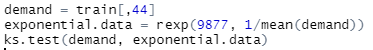 demand = train[,44]
exponential.data = rexp(9877, 1/mean(demand))
ks.test(demand, exponential.data)